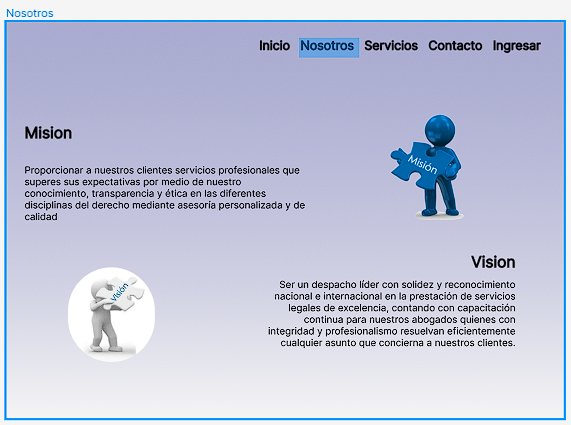 Nosotros
Inicio Nosotros Servicios Contacto Ingresar
Mision
Misión
Proporcionar a nuestros clientes servicios profesionales que
superes sus expectativas por medio de nuestro
conocimiento, transparencia y ética en las diferentes
disciplinas del derecho mediante asesoría personalizada y de
calidad
Vision
Visión
Ser un despacho líder con solidez y reconocimiento
nacional e internacional en la prestación de servicios
legales de excelencia, contando con capacitación
continua para nuestros abogados quienes con
integridad y profesionalismo resuelvan eficientemente
cualquier asunto que concierna a nuestros clientes.